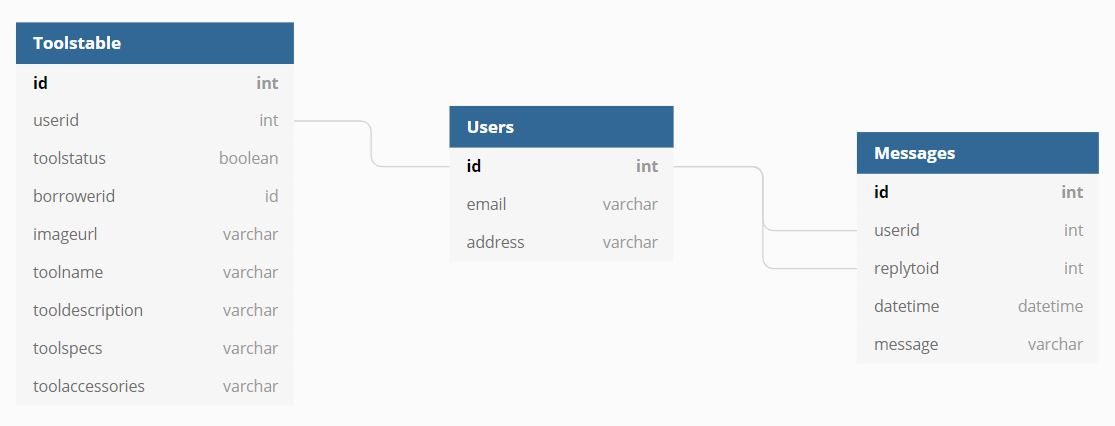 Toolstable
id int
userid int
toolstatus boolean
borrowerid id
imageurl varchar
toolname varchar
tooldescription varchar
toolspecs varchar
toolaccessories varchar
Users
id int
email varchar
address varchar
Messages
id int
userid int
replytoid int
datetime datetime
message varchar